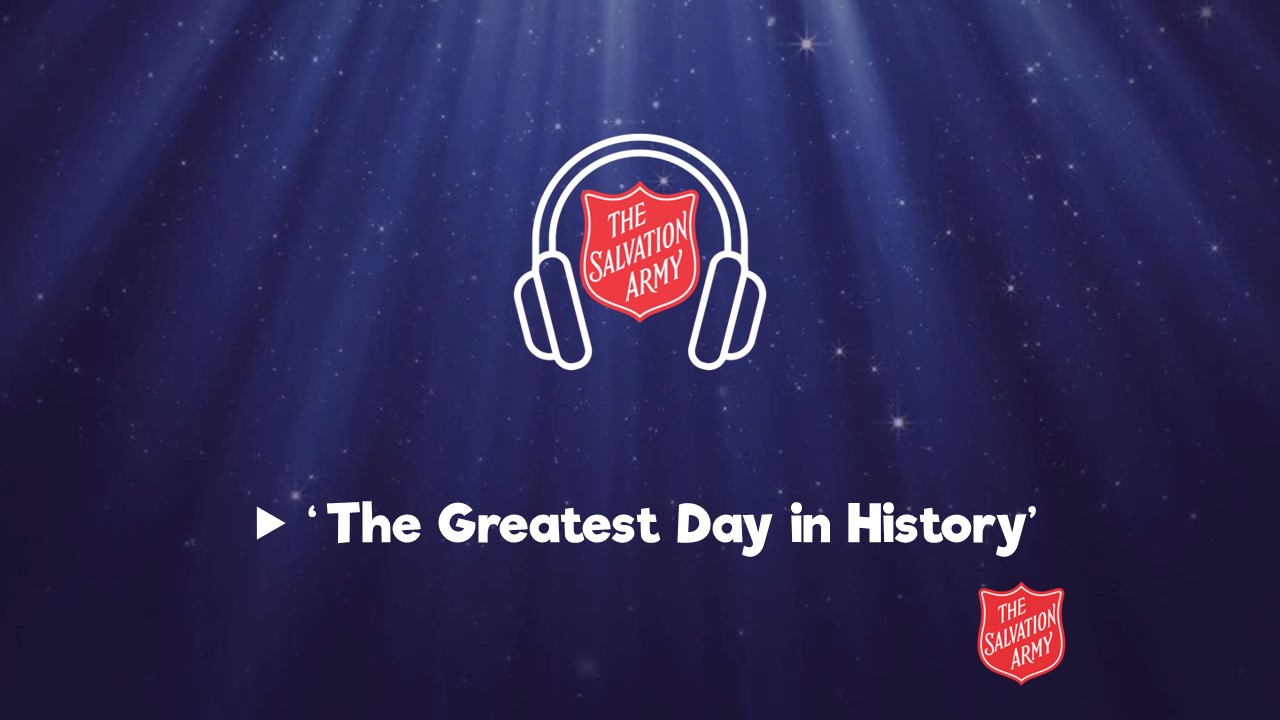 THE
SALVATION
ARMY
‘ The Greatest Day in History’
THE
SALVATION
ARMY